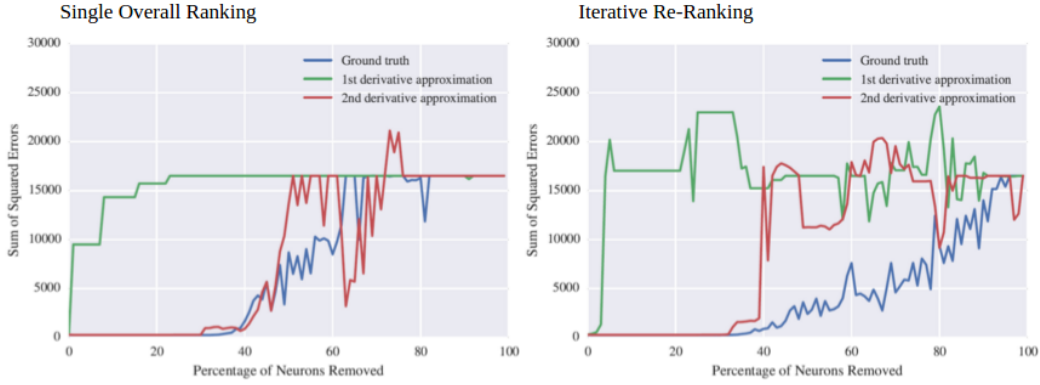 Single Overall Ranking
30000
25000
20000
15000
10000
5000
0
Sum of Squared Errors
Ground truth
1st derivative approximation
2nd derivative approximation
0 20 40 60 80 100
Percentage of Neurons Removed
Iterative Re-Ranking
30000
25000
20000
15000
10000
5000
0
Sum of Squared Errors
Ground truth
1st derivative approximation
2nd derivative approximation
0 20 40 60 80 100
Percentage of Neurons Removed